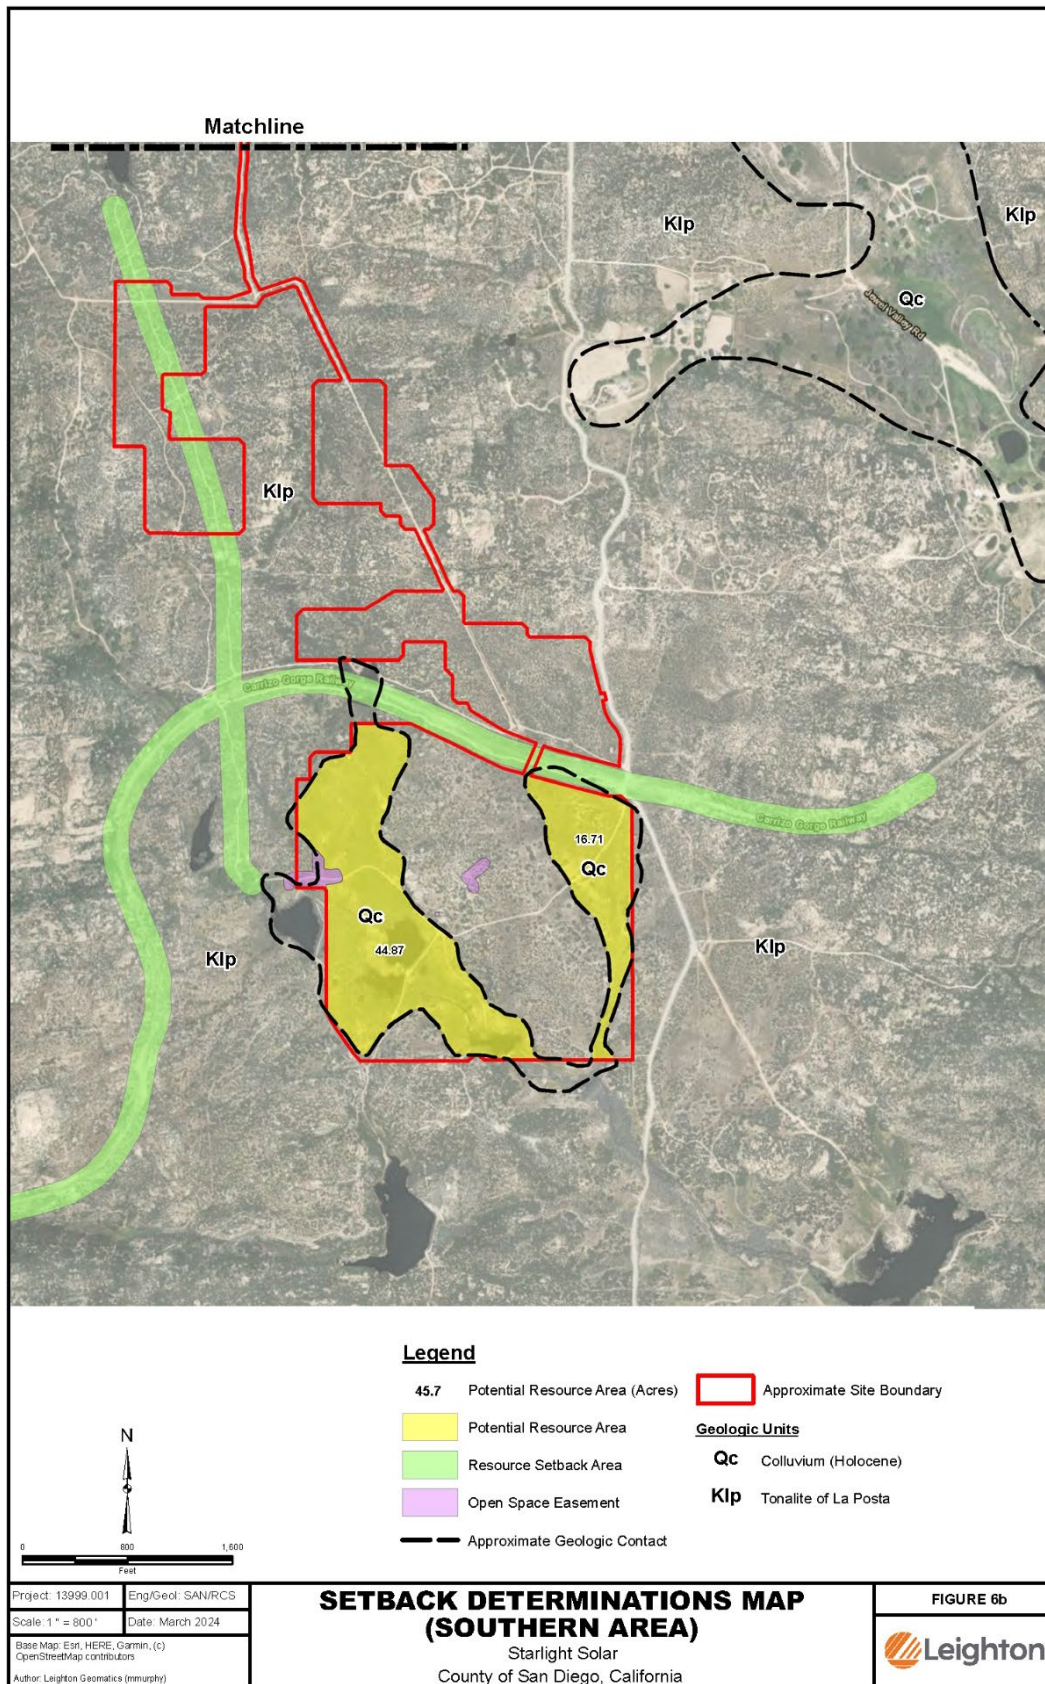 Matchline
Klp
Klp
Qc
Jewel Valley Rd
Klp
Carrizo Gorge Railway
Carrizo Gorge Railway
16.71
Qc
Qc
44.87
Klp
Klp
Legend
45.7 Potential Resource Area (Acres)
Approximate Site Boundary
Potential Resource Area
Geologic Units
Resource Setback Area
Qc Colluvium (Holocene)
Open Space Easement
Klp Tonalite of La Posta
Approximate Geologic Contact
N
0 800 1,600
Feet
Project: 13999.001
Eng/Geol: SAN/RCS
Scale: 1 " = 800 '
Date: March 2024
Base Map: Esri, HERE, Garmin, (c)
OpenStreetMap contributors
Author: Leighton Geomatics (mmurphy)
SETBACK DETERMINATIONS MAP
(SOUTHERN AREA)
Starlight Solar
County of San Diego, California
FIGURE 6b
Leighton